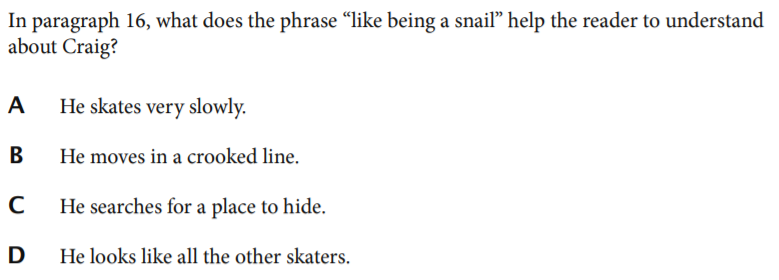 In paragraph 16, what does the phrase “like being a snail” help the reader to understand
about Craig?
A He skates very slowly.
B He moves in a crooked line.
C He searches for a place to hide.
D He looks like all the other skaters.